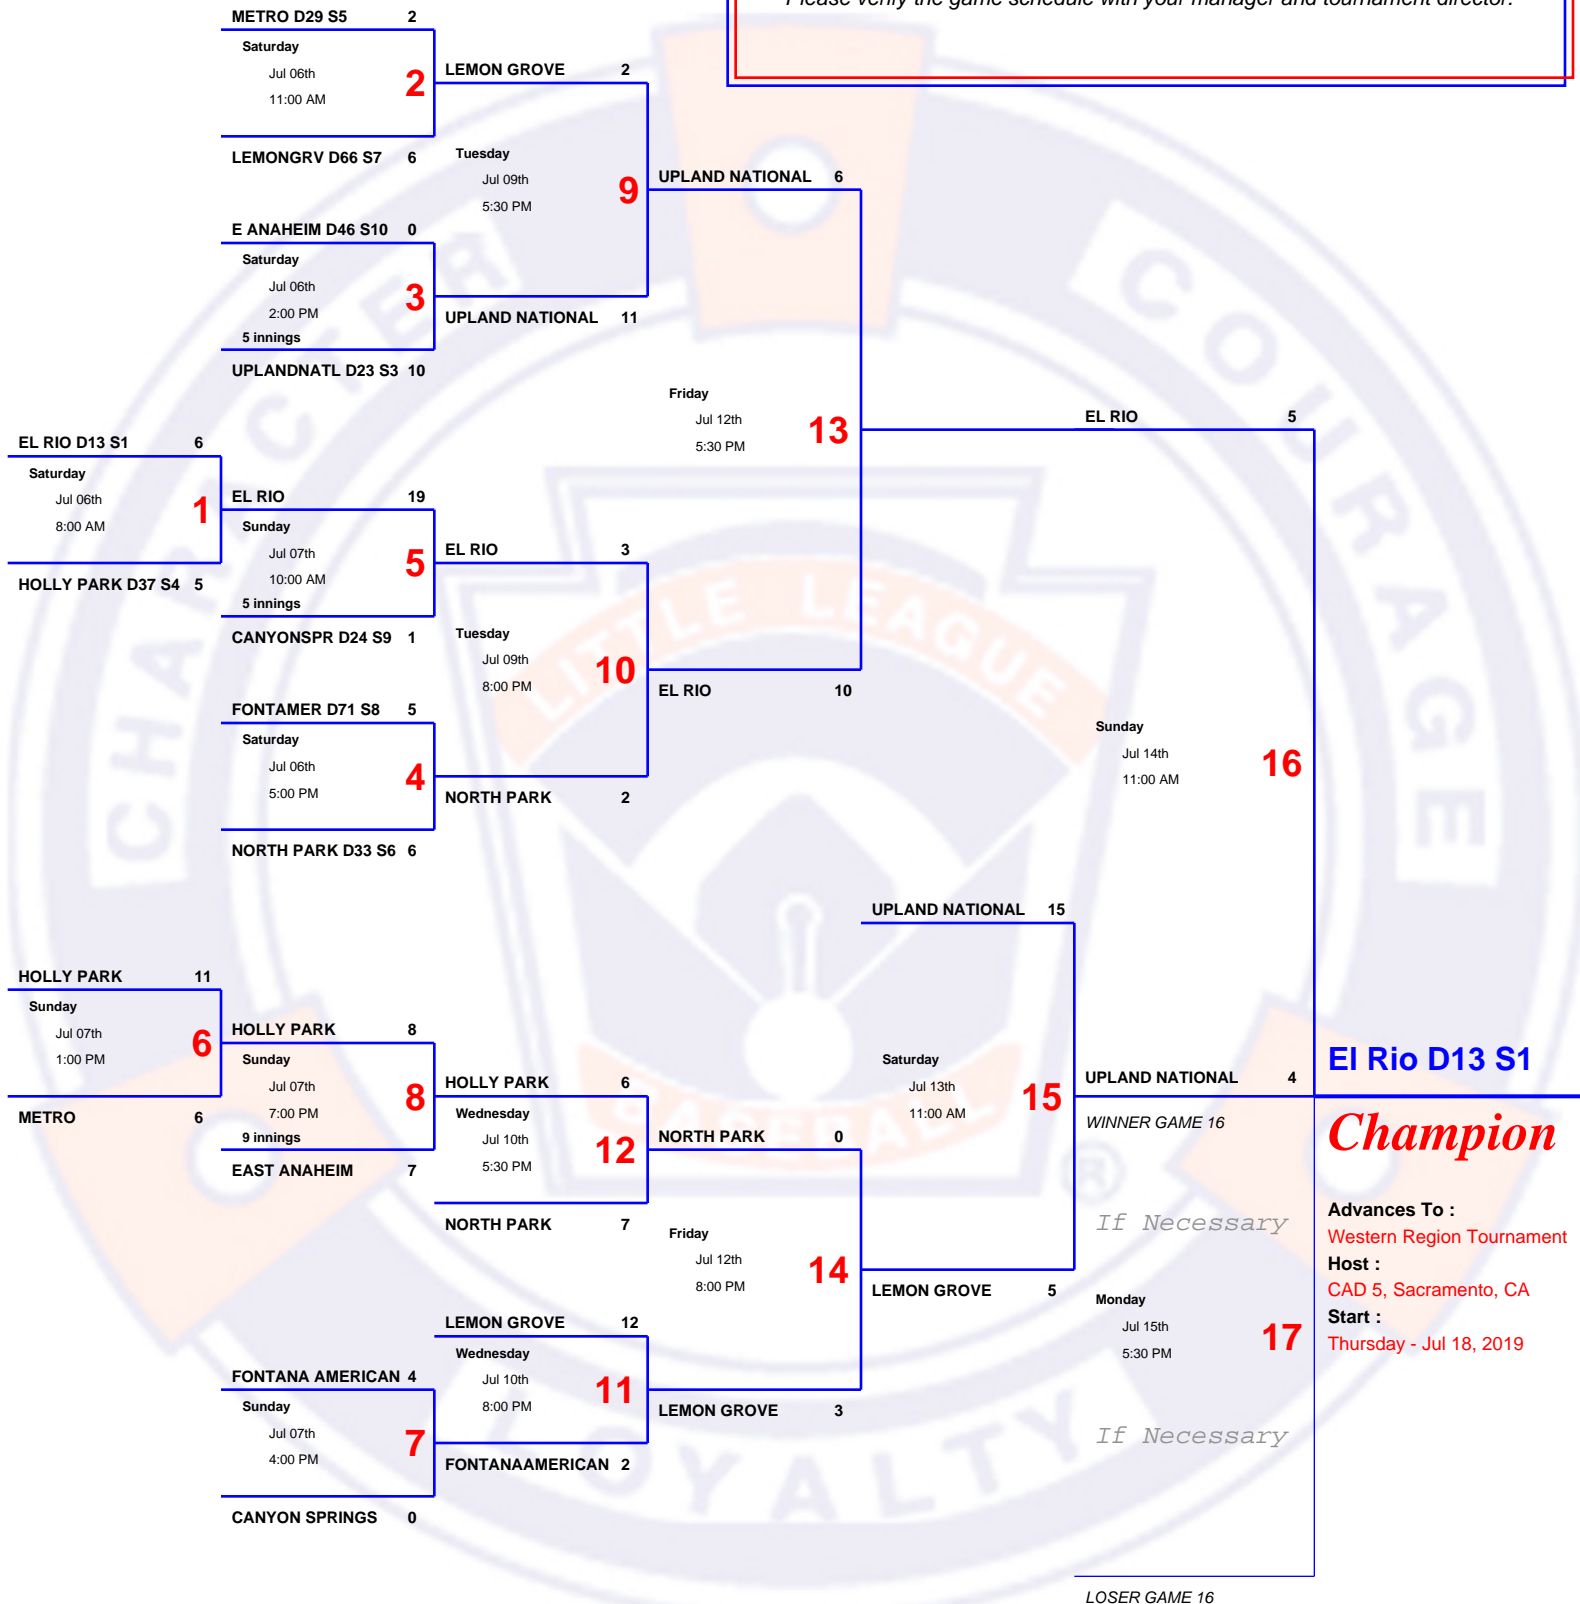 Please verify the game schedule with your manager and tournament director.
METRO D29 S5 2
Saturday
Jul 06th
11:00 AM
2
LEMONGRV D66 S7 6
LEMON GROVE 2
Tuesday
Jul 09th
5:30 PM
9
UPLAND NATIONAL 6
E ANAHEIM D46 S10 0
Saturday
Jul 06th
2:00 PM
5 innings
3
UPLAND NATIONAL 11
UPLANDNATL D23 S3 10
Friday
Jul 12th
5:30 PM
13
EL RIO 5
EL RIO D13 S1 6
Saturday
Jul 06th
8:00 AM
1
HOLLY PARK D37 S4 5
EL RIO 19
Sunday
Jul 07th
10:00 AM
5 innings
5
CANYONSPR D24 S9 1
EL RIO 3
Tuesday
Jul 09th
8:00 PM
10
EL RIO 10
FONTAMER D71 S8 5
Saturday
Jul 06th
5:00 PM
4
NORTH PARK 2
NORTH PARK D33 S6 6
Sunday
Jul 14th
11:00 AM
16
UPLAND NATIONAL 15
HOLLY PARK 11
Sunday
Jul 07th
1:00 PM
6
METRO 6
HOLLY PARK 8
Sunday
Jul 07th
7:00 PM
9 innings
8
EAST ANAHEIM 7
HOLLY PARK 6
Wednesday
Jul 10th
5:30 PM
12
NORTH PARK 7
NORTH PARK 0
Friday
Jul 12th
8:00 PM
14
LEMON GROVE 5
Saturday
Jul 13th
11:00 AM
15
UPLAND NATIONAL 4
WINNER GAME 16
If Necessary
Monday
Jul 15th
5:30 PM
17
If Necessary
LOSER GAME 16
LEMON GROVE 12
Wednesday
Jul 10th
8:00 PM
11
LEMON GROVE 3
FONTANA AMERICAN 4
Sunday
Jul 07th
4:00 PM
7
FONTANAAMERICAN 2
CANYON SPRINGS 0
El Rio D13 S1
Champion
Advances To :
Western Region Tournament
Host :
CAD 5, Sacramento, CA
Start :
Thursday - Jul 18, 2019
CHARACTER
COURAGE
LOYALTY
LITTLE LEAGUE
BASEBALL
®